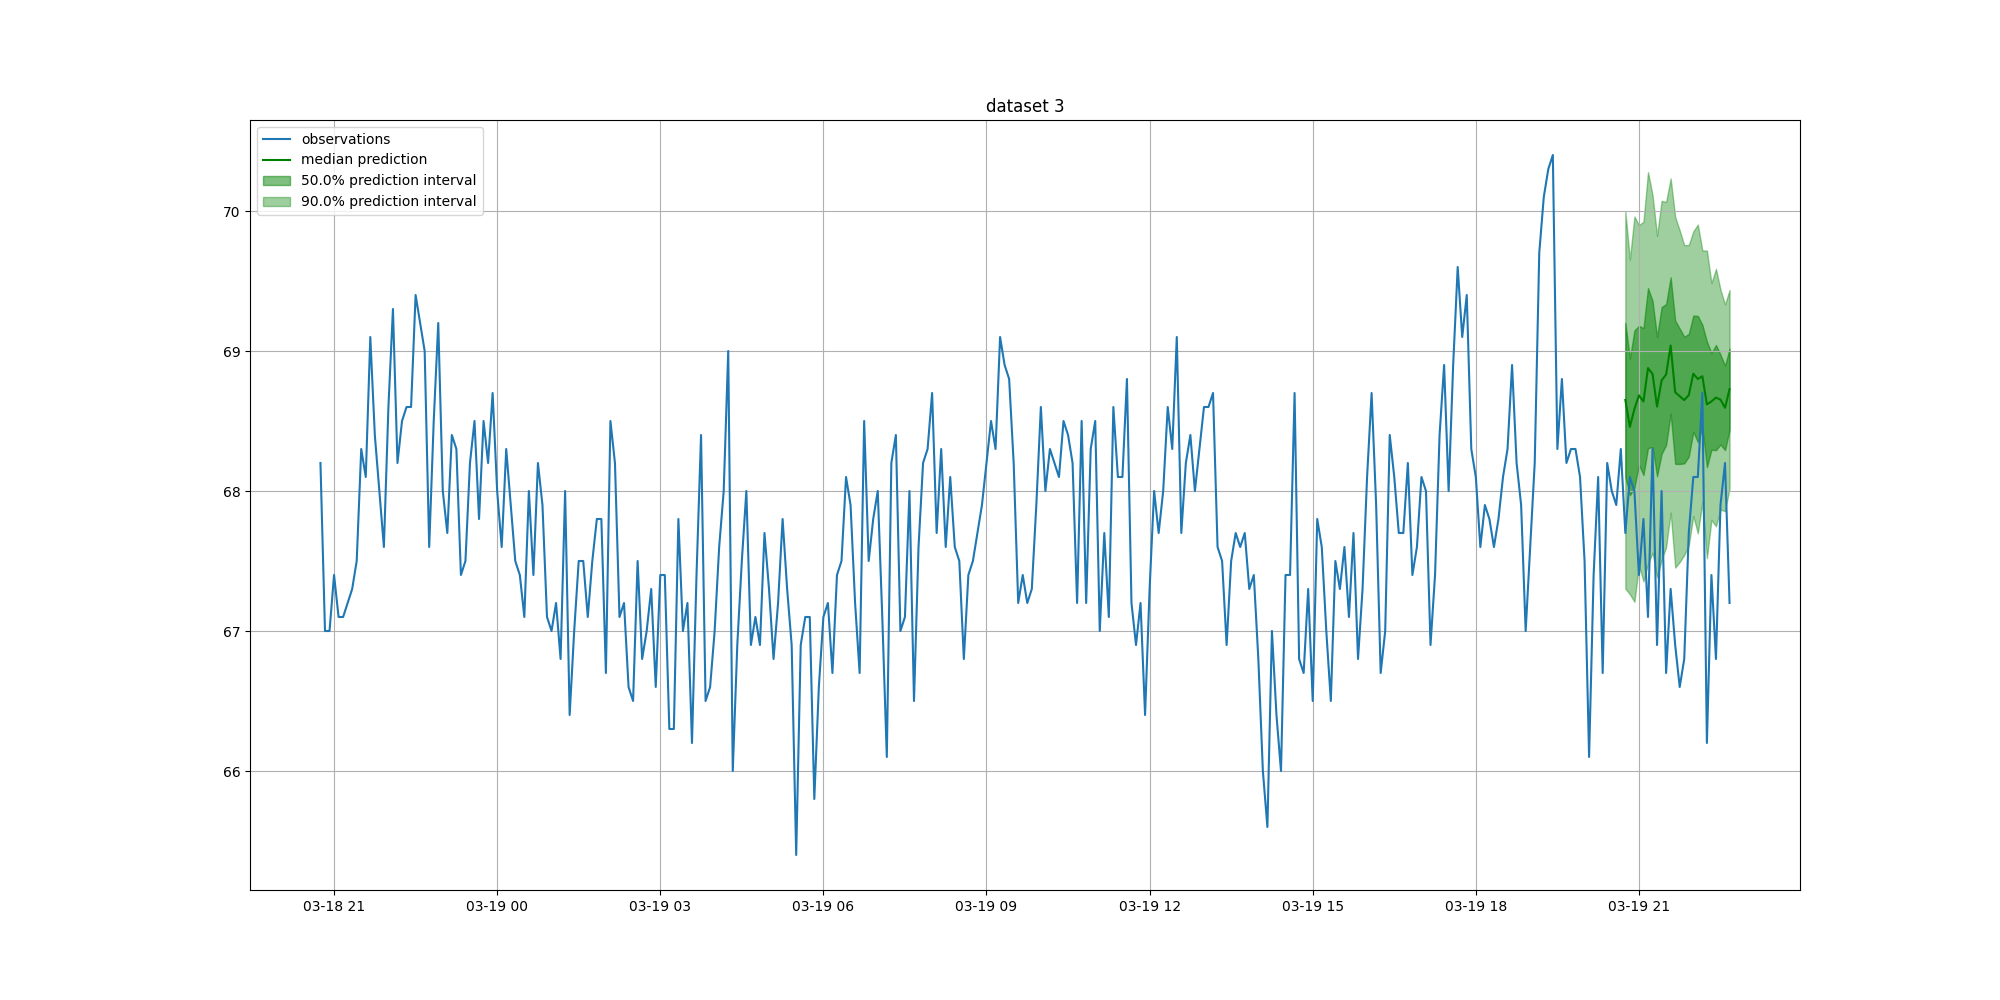 dataset 3
observations
median prediction
50.0% prediction interval
90.0% prediction interval
70
69
68
67
66
03-18 21
03-19 00
03-19 03
03-19 06
03-19 09
03-19 12
03-19 15
03-19 18
03-19 21